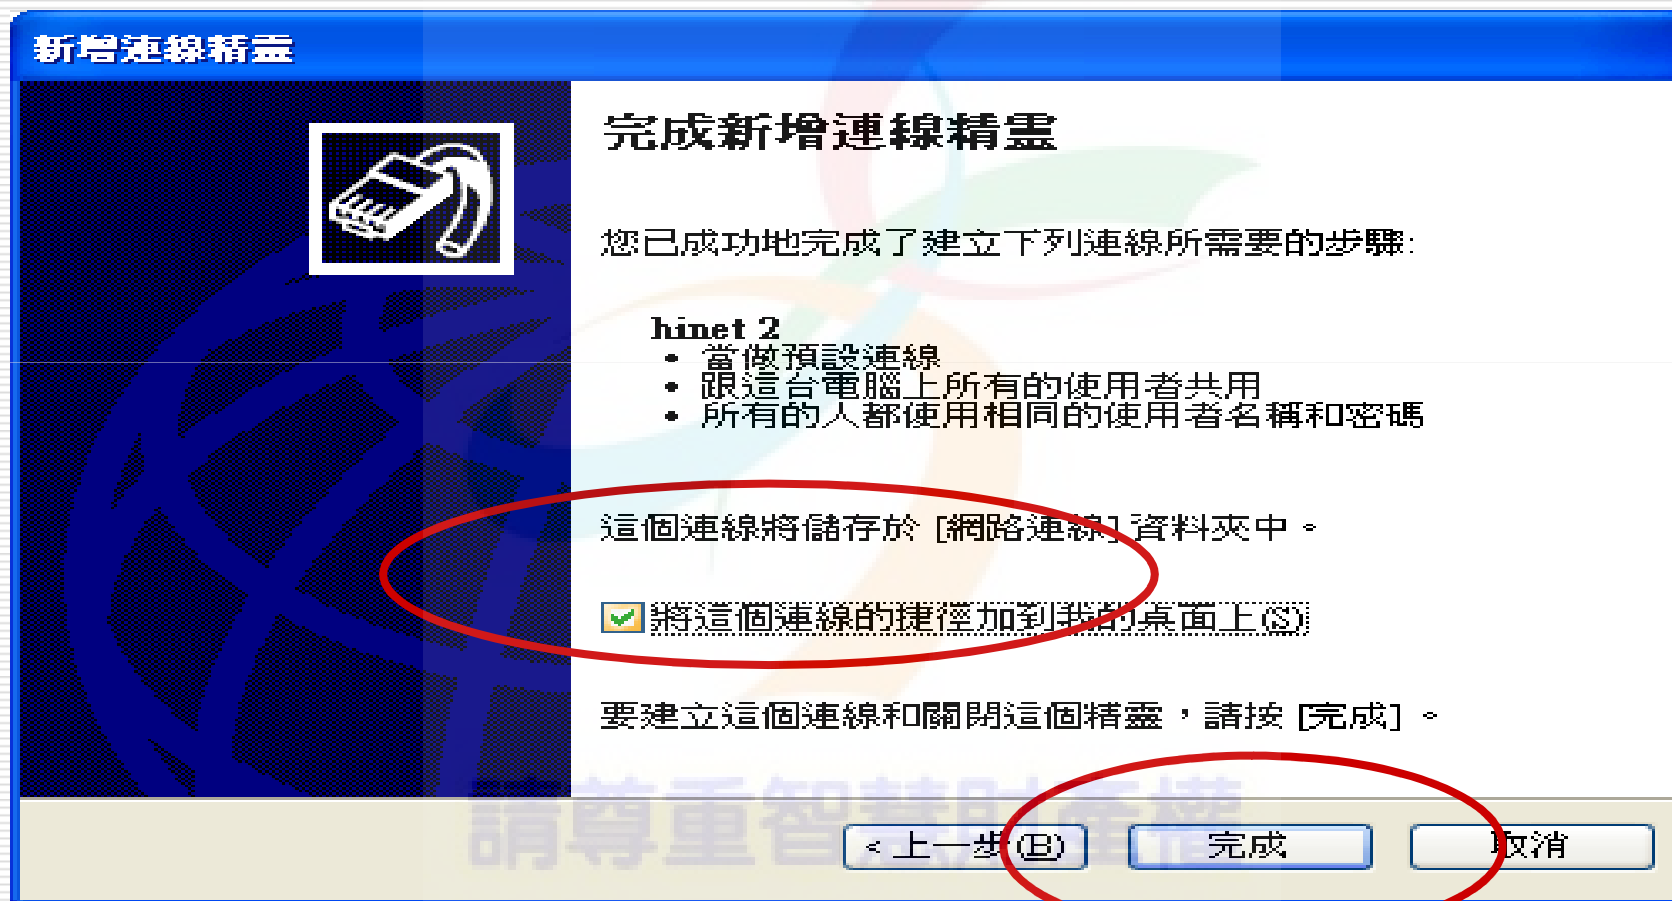 新增連線精靈
完成新增連線精靈
您已成功地完成了建立下列連線所需要的步驟:
hinet 2
• 當做預設連線
• 跟這台電腦上所有的使用者共用
• 所有的人都使用相同的使用者名稱和密碼
這個連線將儲存於 [網路連線] 資料夾中。
將這個連線的捷徑加到我的桌面上(S)
要建立這個連線和關閉這個精靈，請按 [完成] 。
請尊重智慧財產權
< 上一步(B) 完成 取消